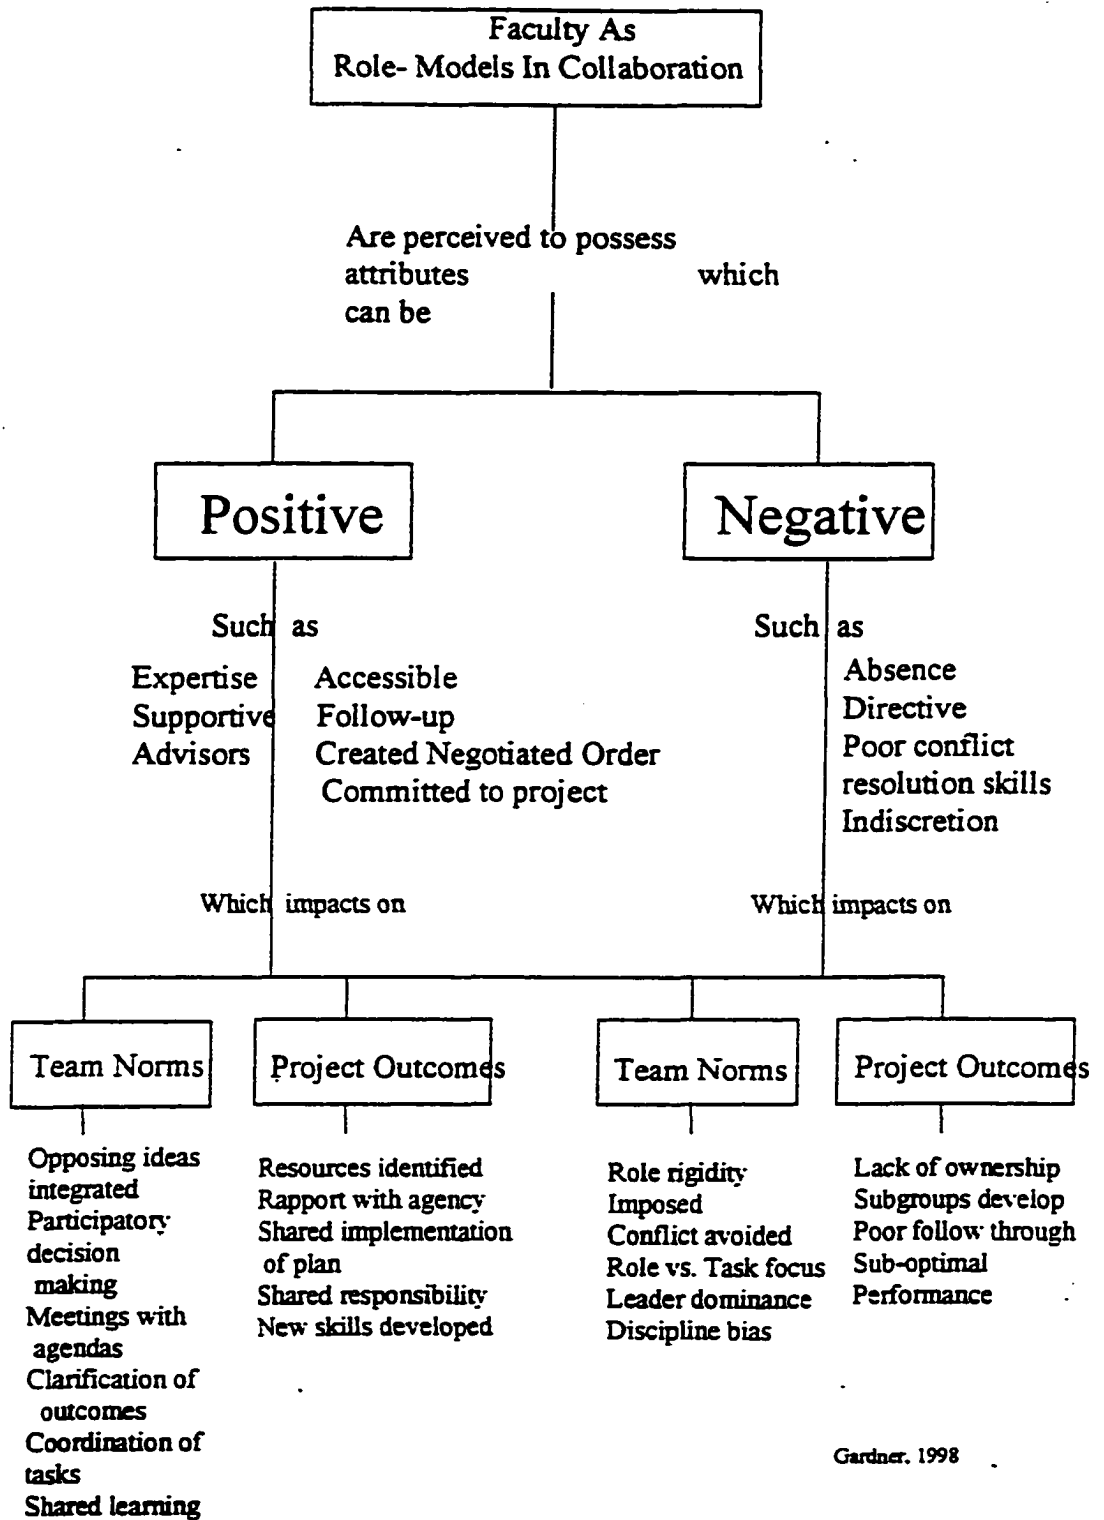 Faculty As
Role- Models In Collaboration
Are perceived to possess
attributes which
can be
Positive
Negative
Such as
Expertise
Supportive
Advisors
Accessible
Follow-up
Created Negotiated Order
Committed to project
Which impacts on
Such as
Absence
Directive
Poor conflict
resolution skills
Indiscretion
Which impacts on
Team Norms
Opposing ideas
integrated
Participatory
decision
making
Meetings with
agendas
Clarification of
outcomes
Coordination of
tasks
Shared learning
Project Outcomes
Resources identified
Rapport with agency
Shared implementation
of plan
Shared responsibility
New skills developed
Team Norms
Role rigidity
Imposed
Conflict avoided
Role vs. Task focus
Leader dominance
Discipline bias
Project Outcomes
Lack of ownership
Subgroups develop
Poor follow through
Sub-optimal
Performance
Gardner, 1998